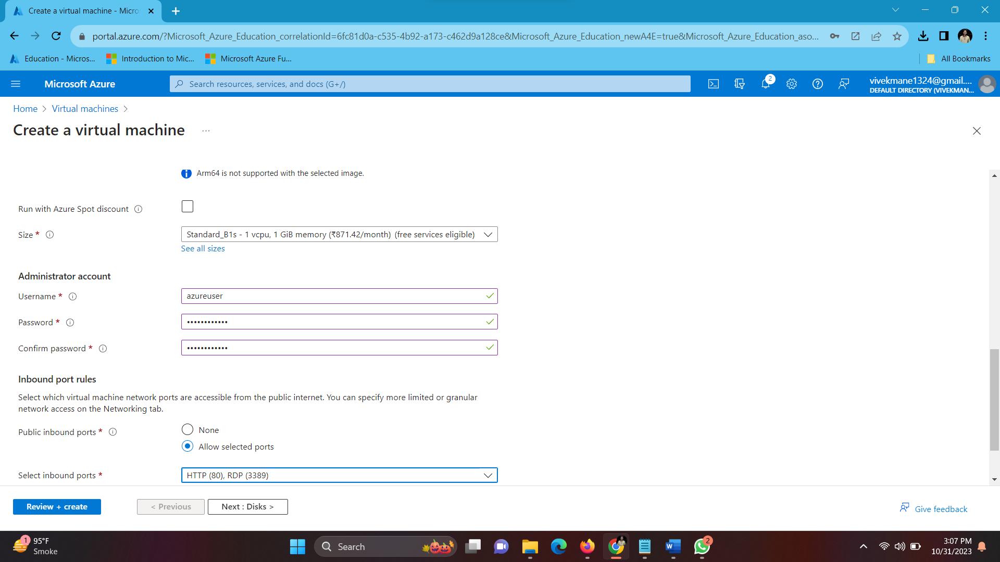 Create a virtual machine - Micro
portal.azure.com/?Microsoft_Azure_Education_correlationId=6fc81d0a-c535-4b92-a173-c462d9a128ce&Microsoft_Azure_Education_newA4E=true&Microsoft_Azure_Education_aso...
Education - Micros...
Introduction to Mic...
Microsoft Azure Fu...
All Bookmarks
Microsoft Azure
Search resources, services, and docs (G+/)
2
vivekmane1324@gmail....
DEFAULT DIRECTORY (VIVEKMAN...
Home > Virtual machines >
Create a virtual machine ...
Arm64 is not supported with the selected image.
Run with Azure Spot discount
Size *
Standard_B1s - 1 vcpu, 1 GiB memory (₹871.42/month) (free services eligible)
See all sizes
Administrator account
Username *
azureuser
Password *
••••••••••••
Confirm password *
••••••••••••
Inbound port rules
Select which virtual machine network ports are accessible from the public internet. You can specify more limited or granular
network access on the Networking tab.
Public inbound ports *
None
Allow selected ports
Select inbound ports *
HTTP (80), RDP (3389)
Review + create
< Previous
Next : Disks >
Give feedback
1
95°F
Smoke
Search
W
2
3:07 PM
10/31/2023